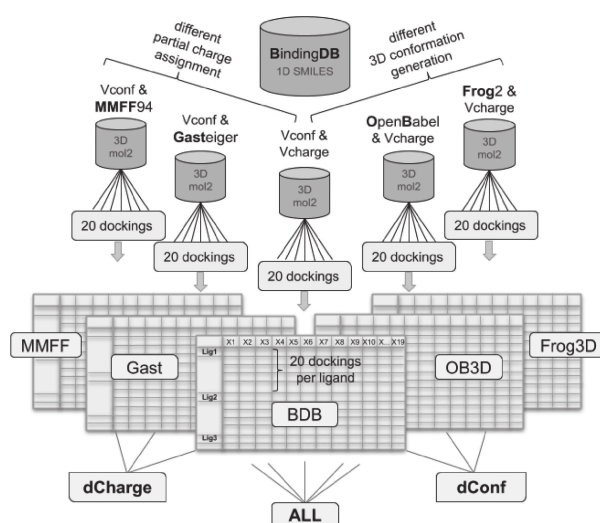 different
partial charge
assignment
BindingDB
1D SMILES
different
3D conformation
generation
Vconf &
MMFF94
3D
mol2
20 dockings
Vconf &
Gasteiger
3D
mol2
20 dockings
Vconf &
Vcharge
3D
mol2
20 dockings
OpenBabel
& Vcharge
3D
mol2
20 dockings
Frog2 &
Vcharge
3D
mol2
20 dockings
MMFF
Gast
X1 X2 X3 X4 X5 X6 X7 X8 X9 X10 X... X19
Lig1
20 dockings
per ligand
Lig2
BDB
Lig3
OB3D
Frog3D
dCharge
ALL
dConf